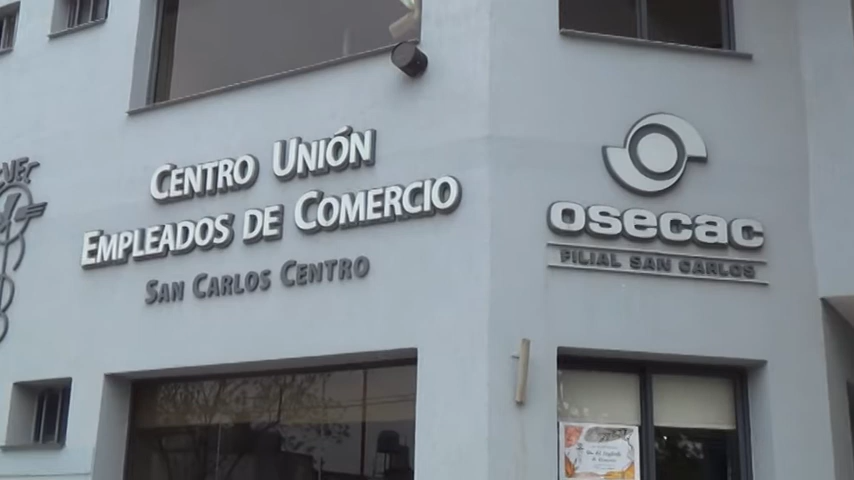 CENTRO UNIÓN
EMPLEADOS DE COMERCIO
SAN CARLOS CENTRO
osecac
FILIAL SAN CARLOS